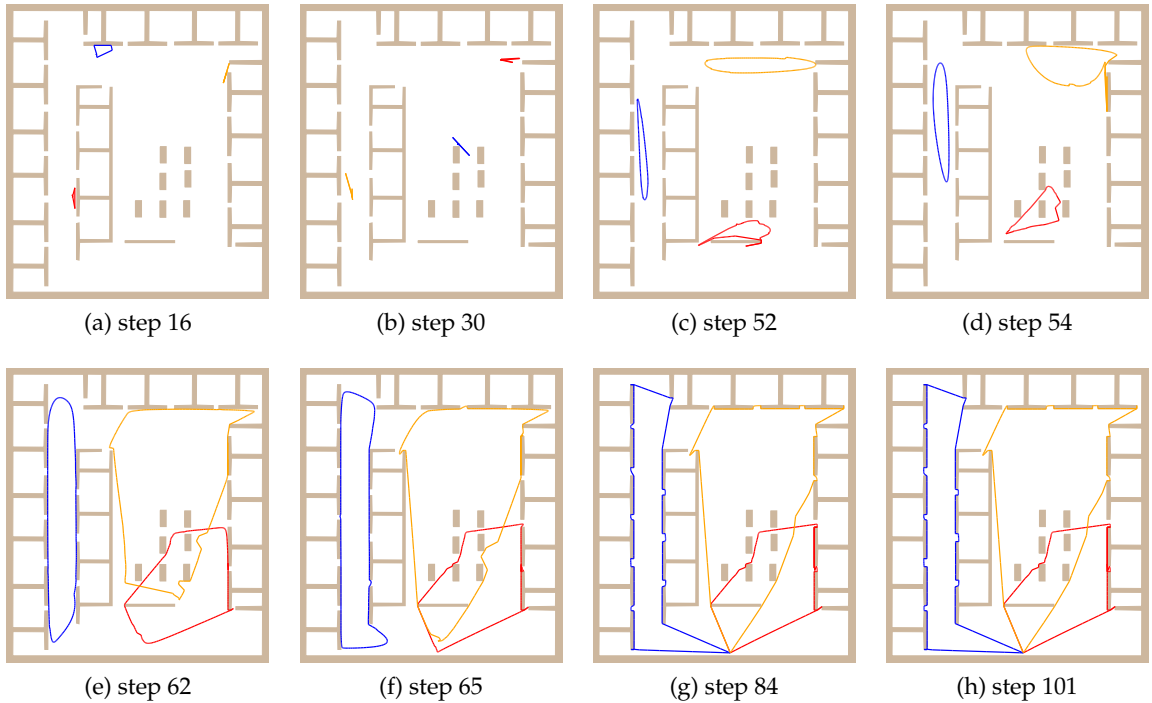 (a) step 16
(b) step 30
(c) step 52
(d) step 54
(e) step 62
(f) step 65
(g) step 84
(h) step 101